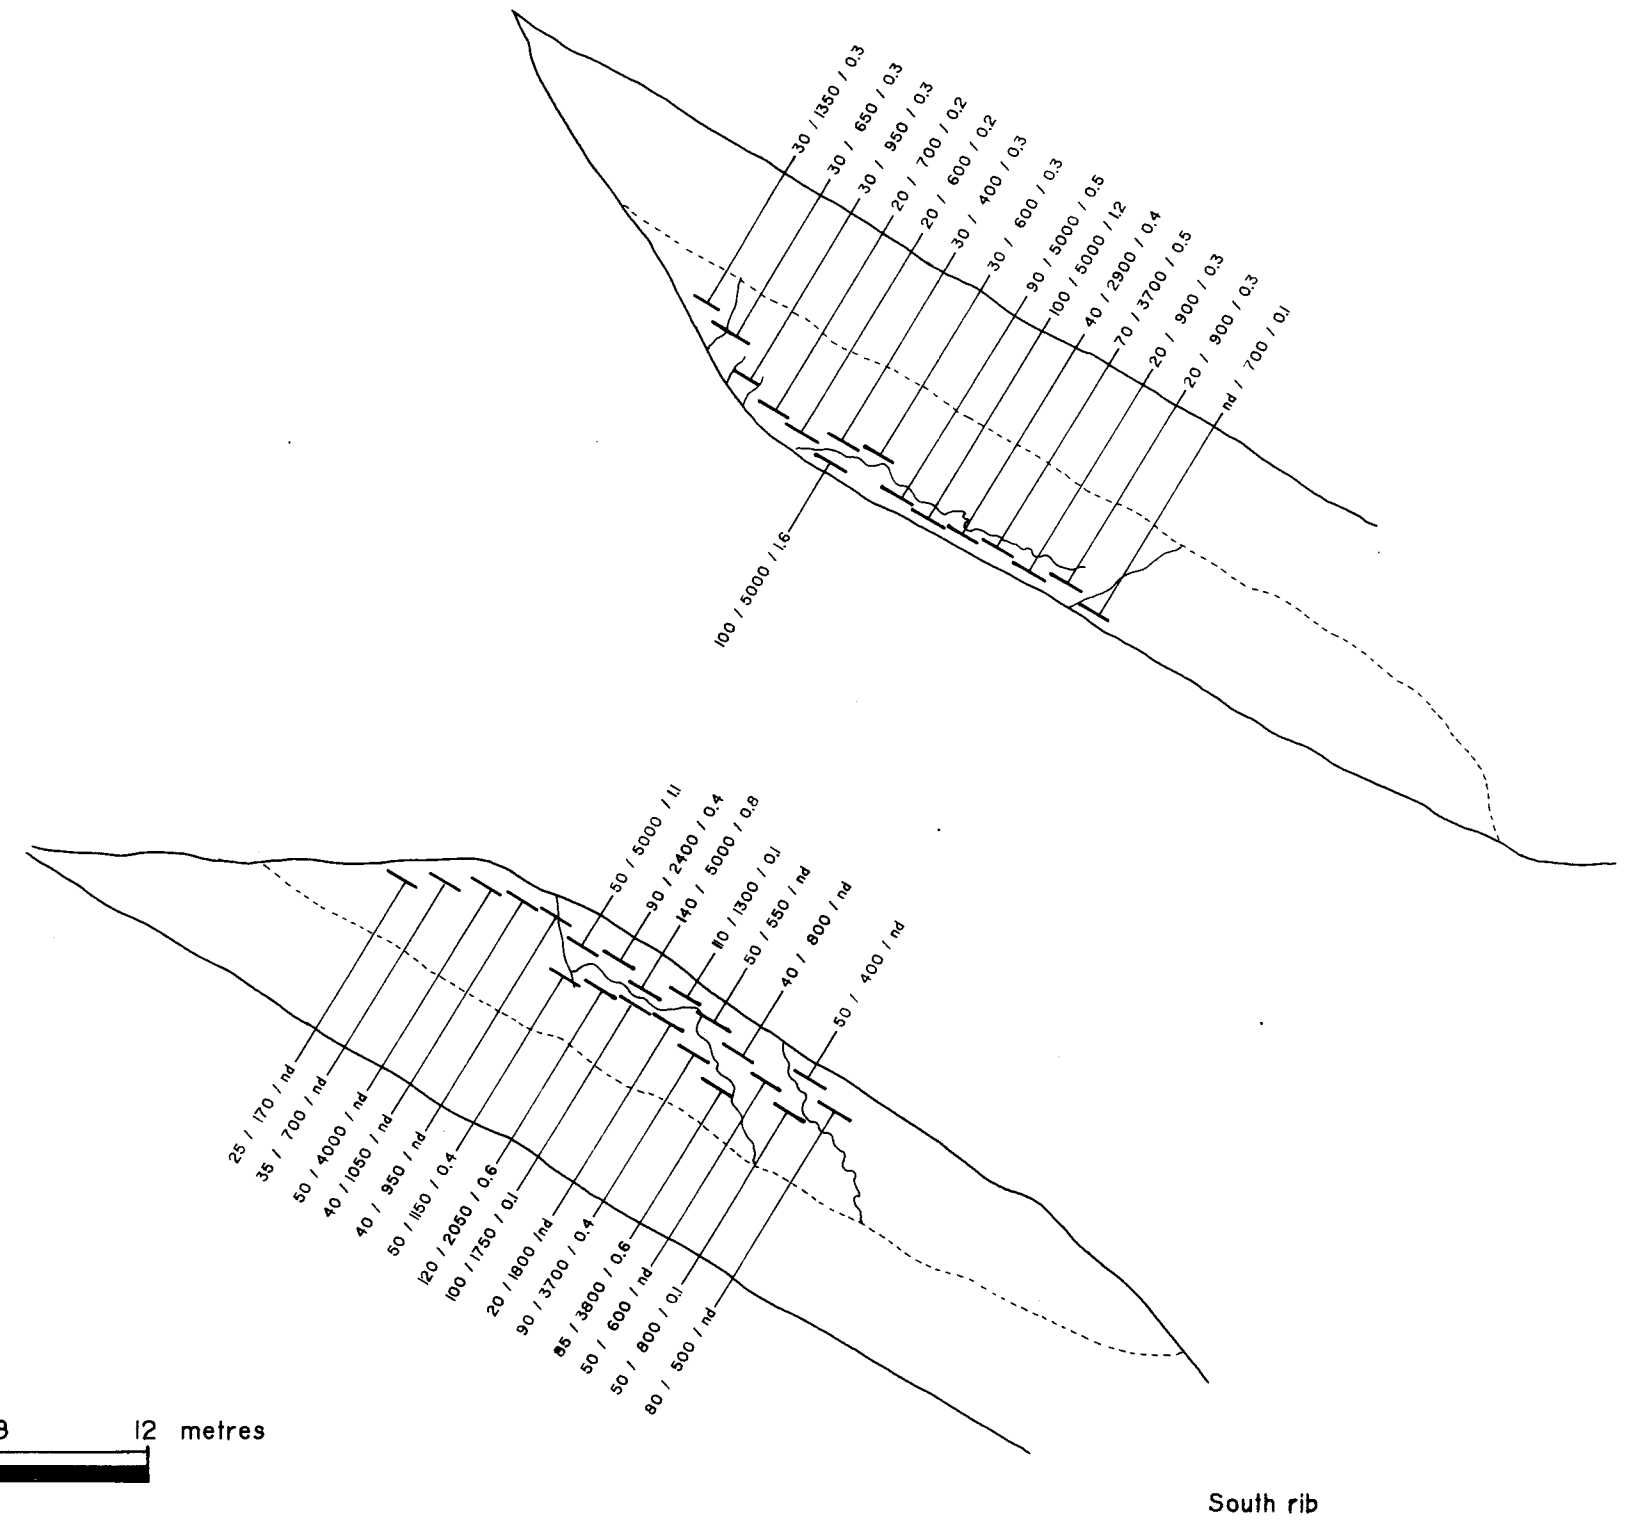 30 / 1350 / 0.3
30 / 650 / 0.3
30 / 950 / 0.3
20 / 700 / 0.2
20 / 600 / 0.2
30 / 400 / 0.3
30 / 600 / 0.3
90 / 5000 / 0.5
100 / 5000 / 1.2
40 / 2900 / 0.4
70 / 3700 / 0.5
20 / 900 / 0.3
20 / 900 / 0.3
nd / 700 / 0.1
100 / 5000 / 1.6
50 / 5000 / 1.1
90 / 2400 / 0.4
140 / 5000 / 0.8
110 / 1300 / 0.1
50 / 550 / nd
40 / 800 / nd
50 / 400 / nd
25 / 170 / nd
35 / 700 / nd
50 / 4000 / nd
40 / 1050 / nd
40 / 950 / nd
50 / 1150 / 0.4
120 / 2050 / 0.6
100 / 1750 / 0.1
20 / 1800 / nd
90 / 3700 / 0.4
85 / 3800 / 0.6
50 / 600 / nd
50 / 800 / 0.1
80 / 500 / nd
12 metres
South rib